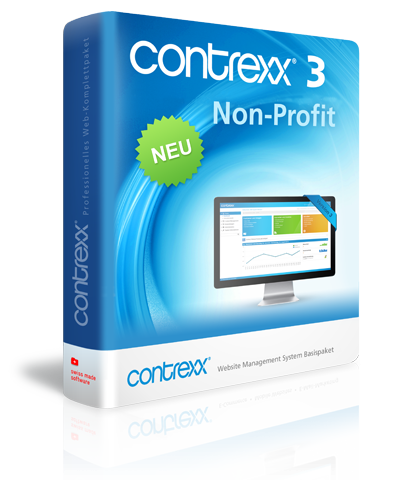 contrexx® 3
Non-Profit
NEU
contrexx®
Website Management System Basispaket
contrexx®
Professionelles Web-Komplettpaket
swiss made
software